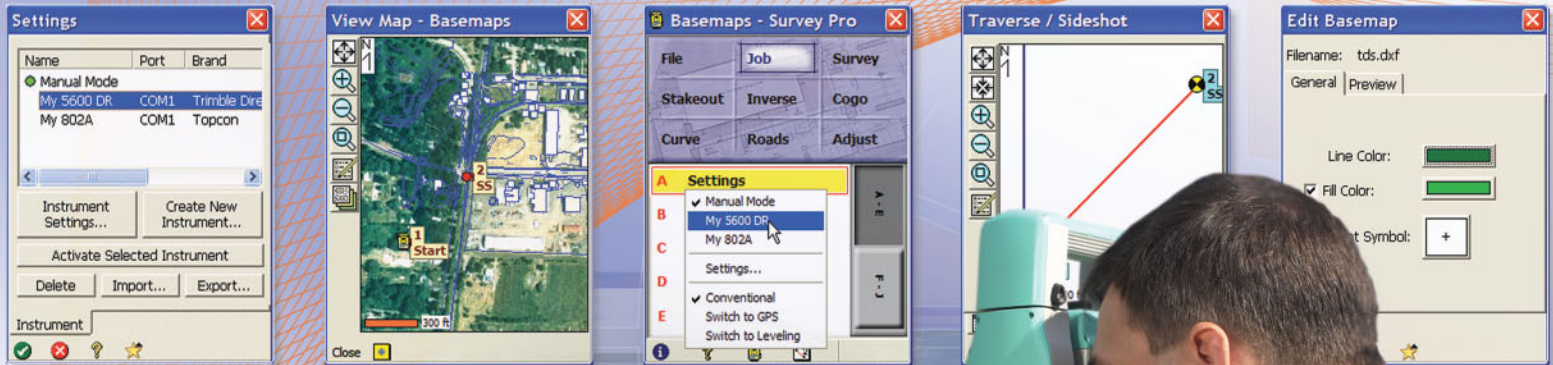 Settings
Name Port Brand
Manual Mode
My 5600 DR COM1 Trimble Dire
My 802A COM1 Topcon
Instrument
Settings...
Create New
Instrument...
Activate Selected Instrument
Delete Import... Export...
Instrument
View Map - Basemaps
N
2
SS
1
Start
300 ft
Close
Basemaps - Survey Pro
File Job Survey
Stakeout Inverse Cogo
Curve Roads Adjust
A Settings
B
C
D
E
Manual Mode
My 5600 DR
My 802A
Settings...
Conventional
Switch to GPS
Switch to Leveling
A - E
F - J
Traverse / Sideshot
N
2
SS
Edit Basemap
Filename: tds.dxf
General Preview
Line Color:
Fill Color:
t Symbol: